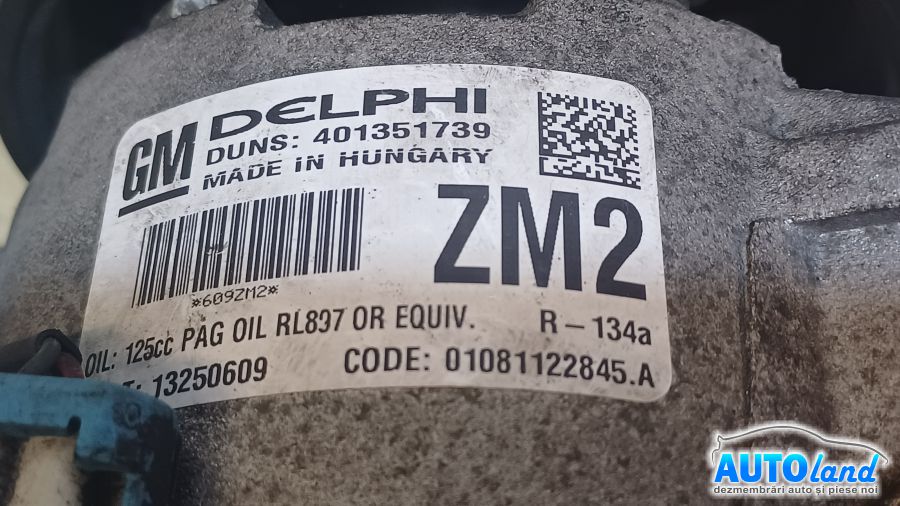 GM DELPHI
DUNS: 401351739
MADE IN HUNGARY
ZM2
*609ZM2*
OIL: 125cc PAG OIL RL897 OR EQUIV. R-134a
13250609 CODE: 01081122845.A
AUTOland
dezmembrări auto și piese noi